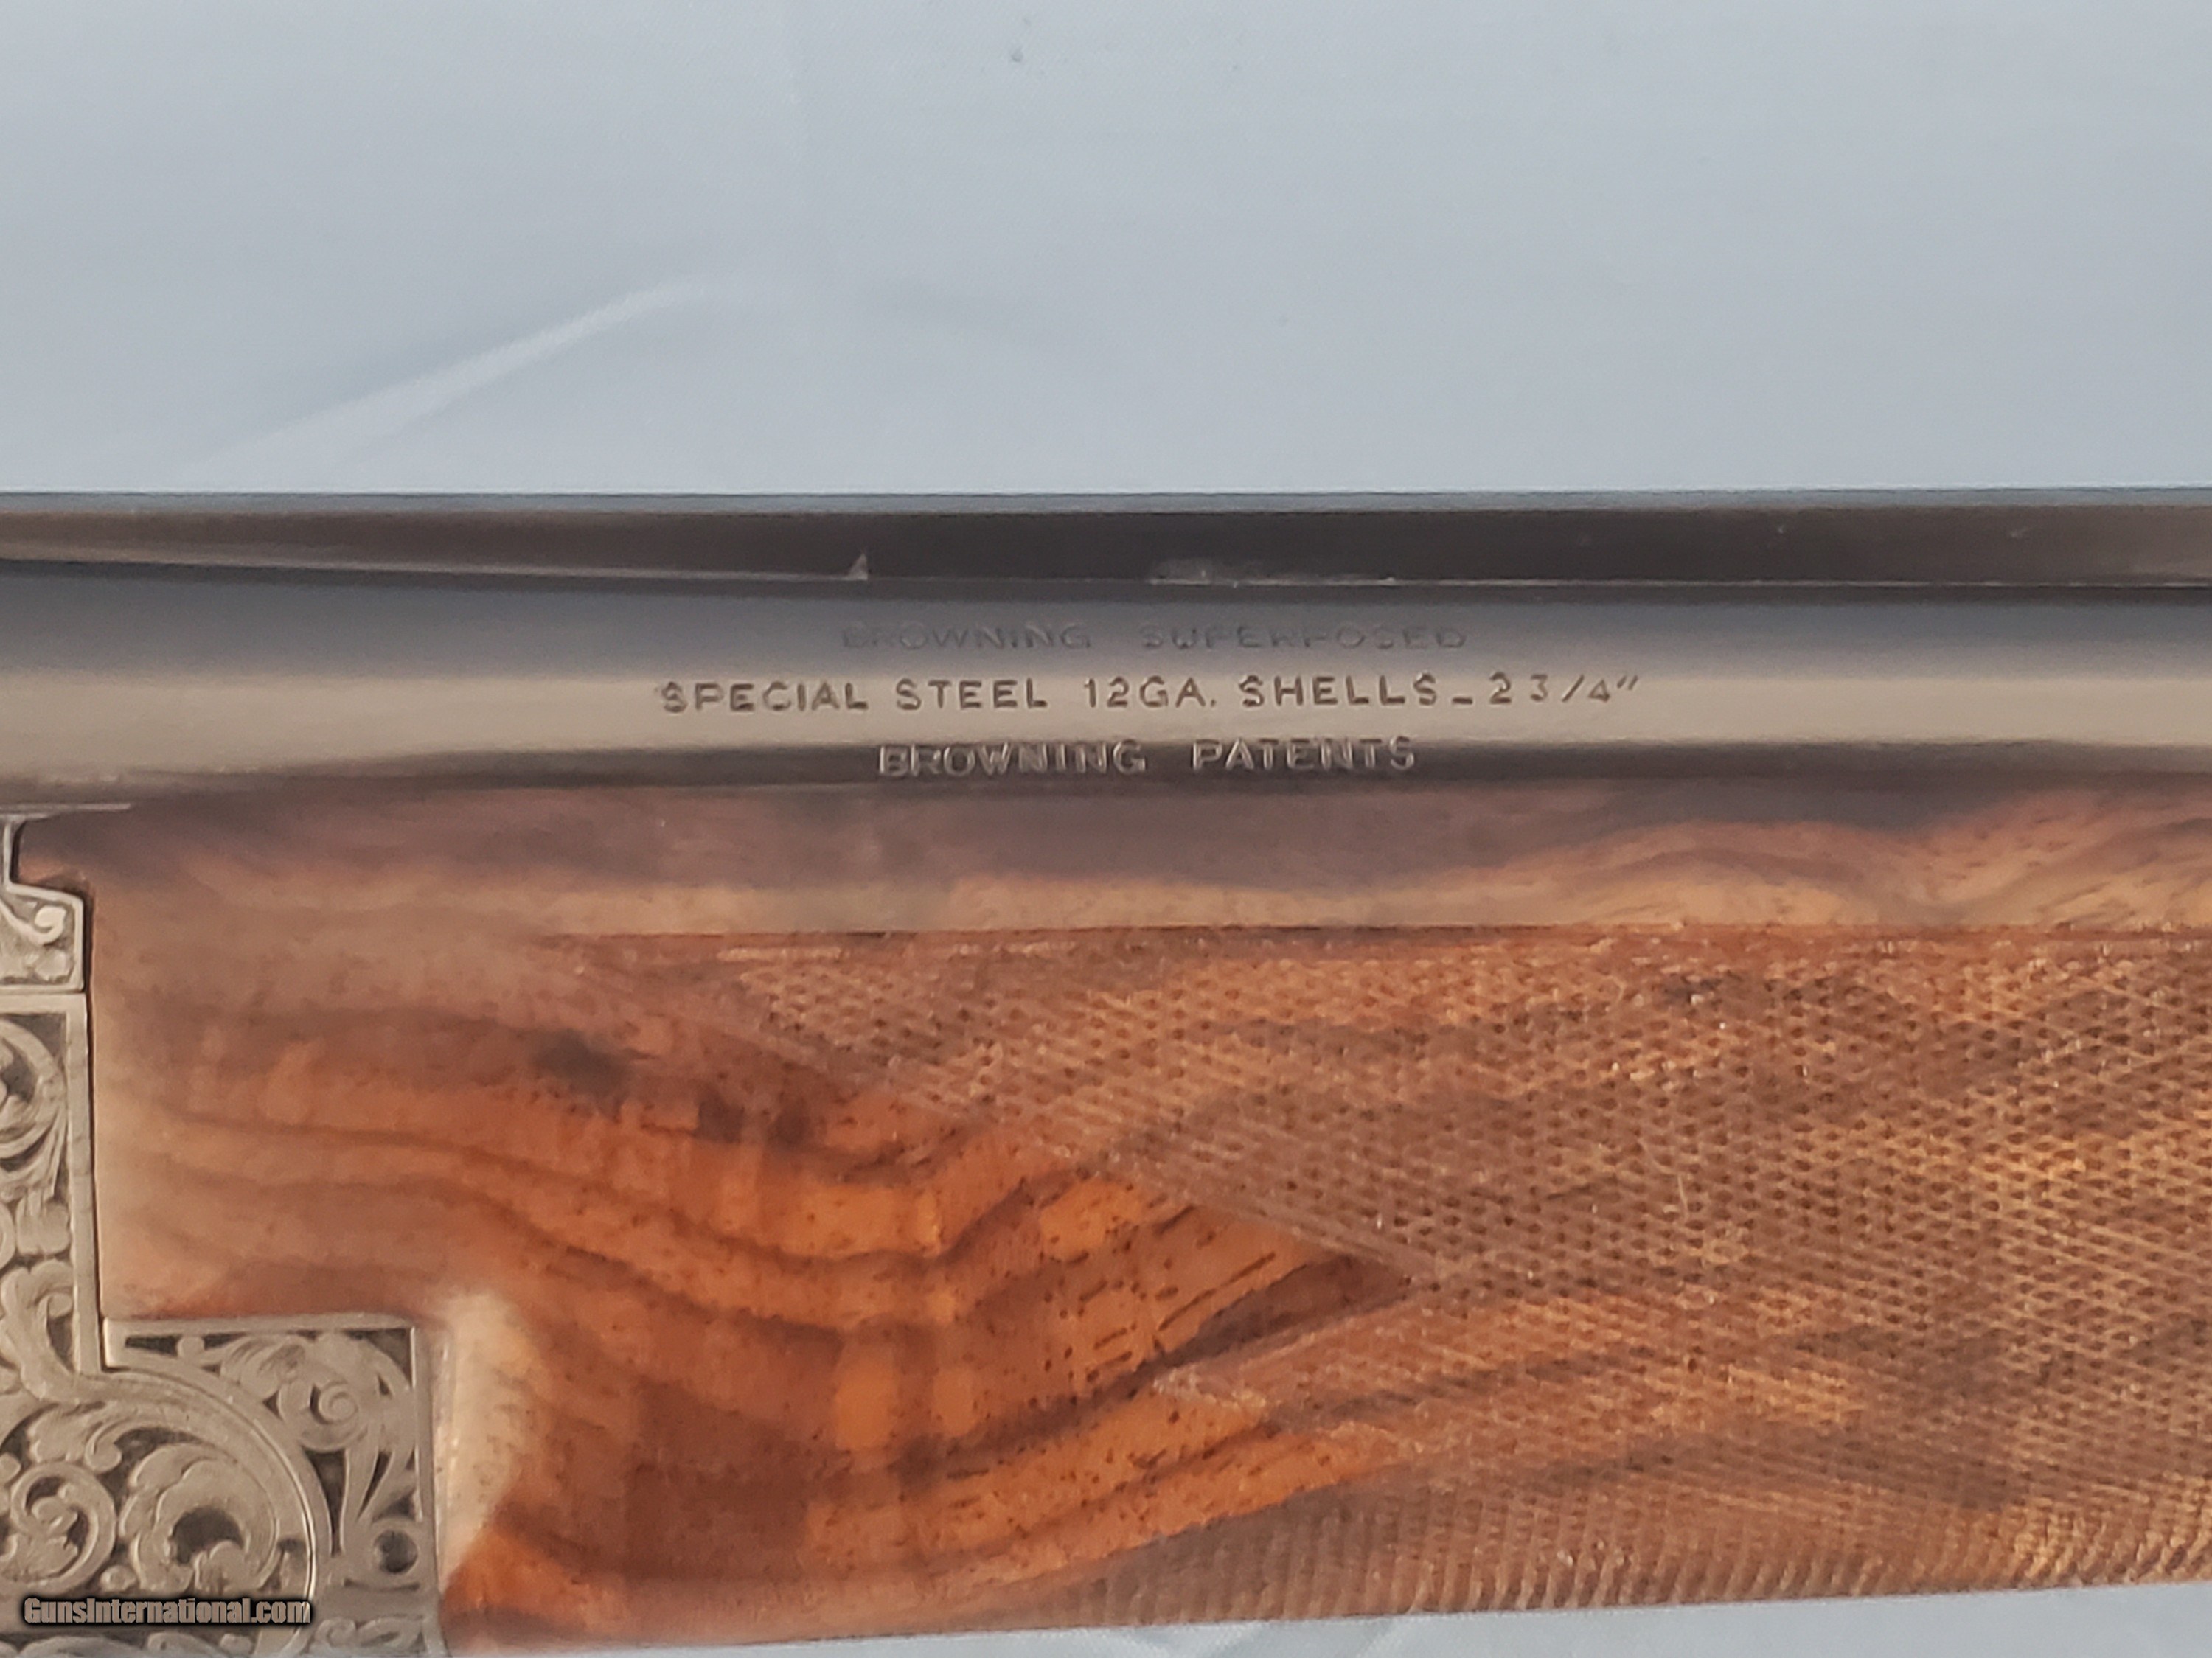 BROWNING SUPERPOSED
SPECIAL STEEL 12GA. SHELLS_2 3/4"
BROWNING PATENTS
GunsInternational.com